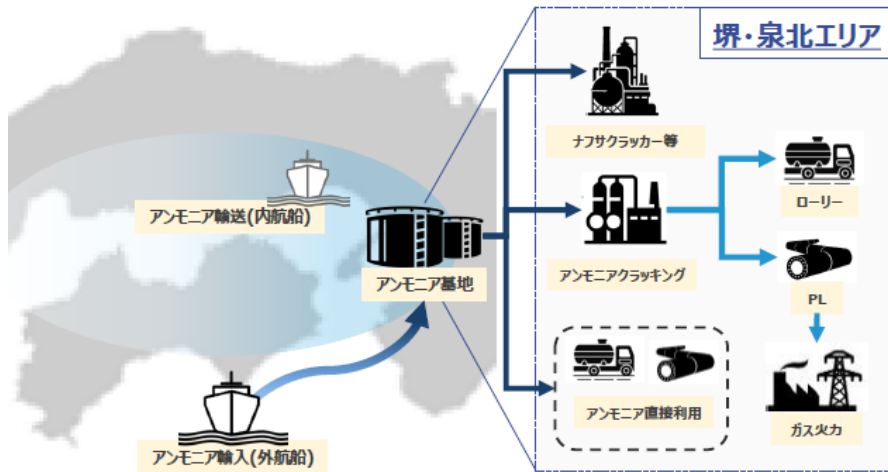 堺・泉北エリア
ナフサクラッカー等
アンモニア輸送(内航船)
ローリー
アンモニア基地
アンモニアクラッキング
PL
アンモニア直接利用
ガス火力
アンモニア輸入(外航船)